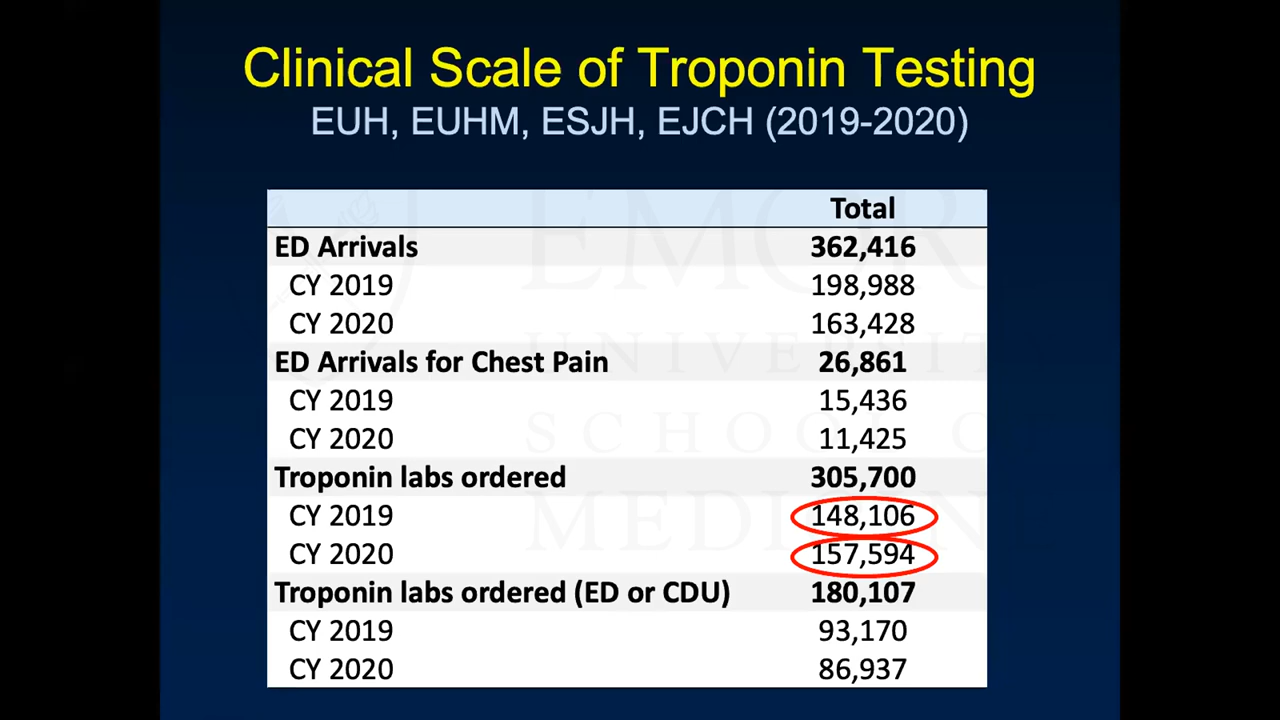 Clinical Scale of Troponin Testing
EUH, EUHM, ESJH, EJCH (2019-2020)
Total
ED Arrivals 362,416
CY 2019 198,988
CY 2020 163,428
ED Arrivals for Chest Pain 26,861
CY 2019 15,436
CY 2020 11,425
Troponin labs ordered 305,700
CY 2019 148,106
CY 2020 157,594
Troponin labs ordered (ED or CDU) 180,107
CY 2019 93,170
CY 2020 86,937